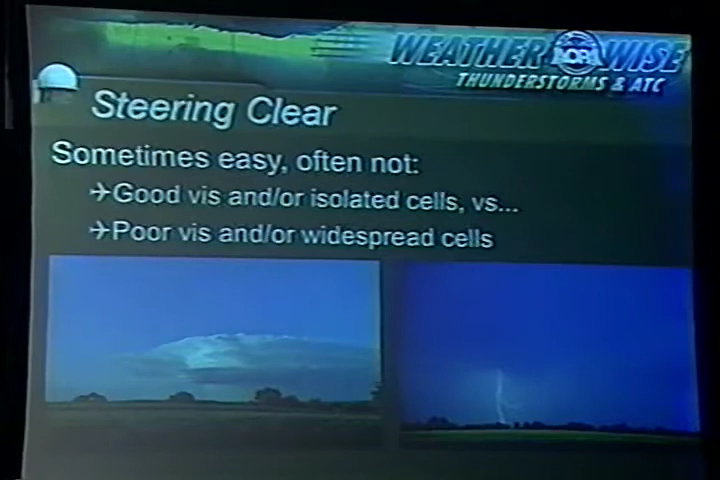 WEATHER AOPA WISE
THUNDERSTORMS & ATC
Steering Clear
Sometimes easy, often not:
Good vis and/or isolated cells, vs...
Poor vis and/or widespread cells